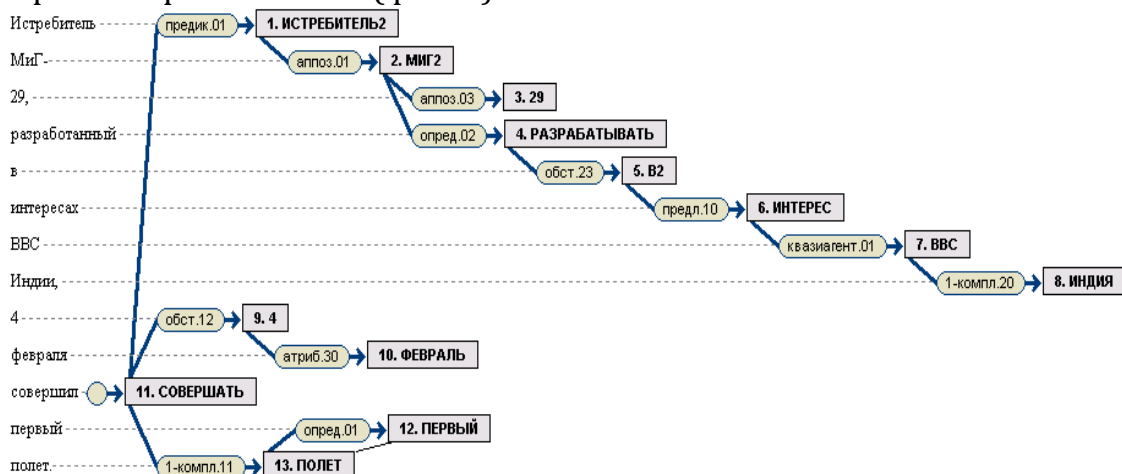 Истребитель предик.01 1. ИСТРЕБИТЕЛЬ2
МиГ- аппоз.01 2. МИГ2
29, аппоз.03 3. 29
разработанный опред.02 4. РАЗРАБАТЫВАТЬ
в обст.23 5. В2
интересах предл.10 6. ИНТЕРЕС
ВВС квазиагент.01 7. ВВС
Индии, 1-компл.20 8. ИНДИЯ
4 обст.12 9. 4
февраля атриб.30 10. ФЕВРАЛЬ
совершил 11. СОВЕРШАТЬ
первый опред.01 12. ПЕРВЫЙ
полет. 1-компл.11 13. ПОЛЕТ